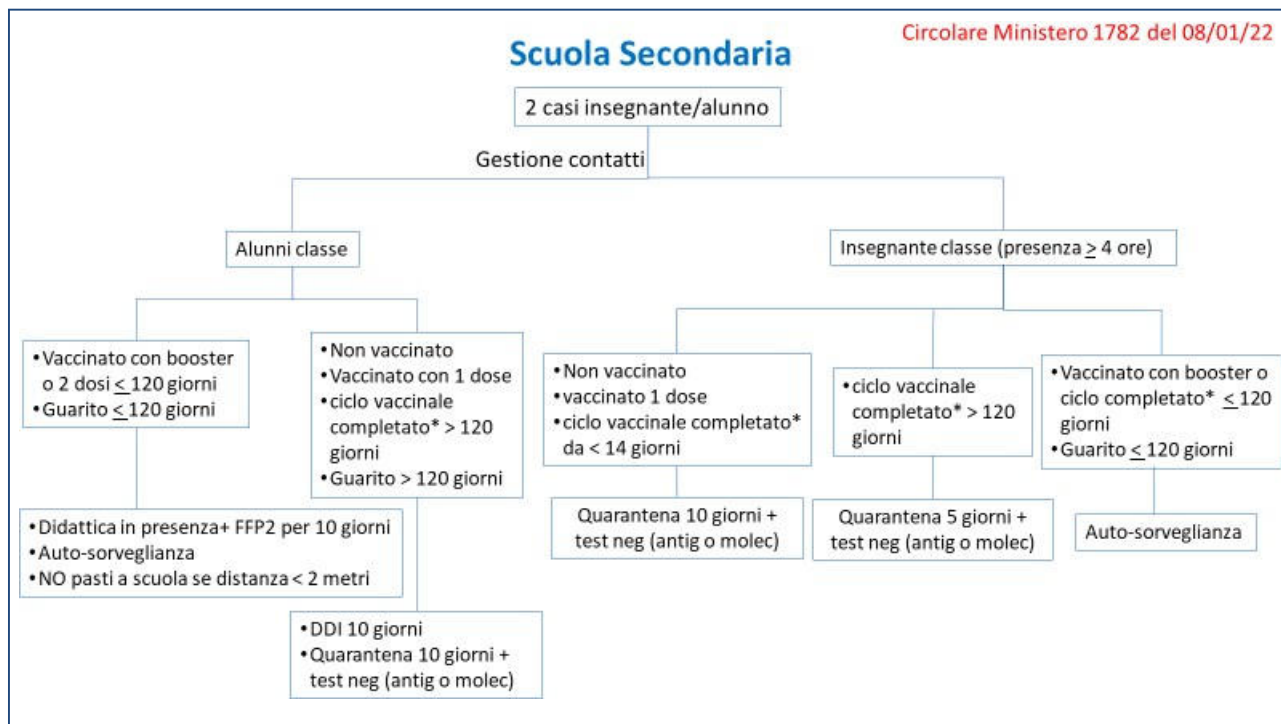 Circolare Ministero 1782 del 08/01/22
Scuola Secondaria
2 casi insegnante/alunno
Gestione contatti
Alunni classe
Insegnante classe (presenza ≥ 4 ore)
•Vaccinato con booster
o 2 dosi ≤ 120 giorni
•Guarito ≤ 120 giorni
•Non vaccinato
•Vaccinato con 1 dose
•ciclo vaccinale
completato* > 120
giorni
•Guarito > 120 giorni
•Non vaccinato
vaccinato 1 dose
•ciclo vaccinale completato*
da < 14 giorni
•ciclo vaccinale
completato* > 120
giorni
•Vaccinato con booster o
ciclo completato* ≤ 120
giorni
•Guarito ≤ 120 giorni
•Didattica in presenza+ FFP2 per 10 giorni
•Auto-sorveglianza
•NO pasti a scuola se distanza < 2 metri
•DDI 10 giorni
•Quarantena 10 giorni +
test neg (antig o molec)
Quarantena 10 giorni +
test neg (antig o molec)
Quarantena 5 giorni +
test neg (antig o molec)
Auto-sorveglianza